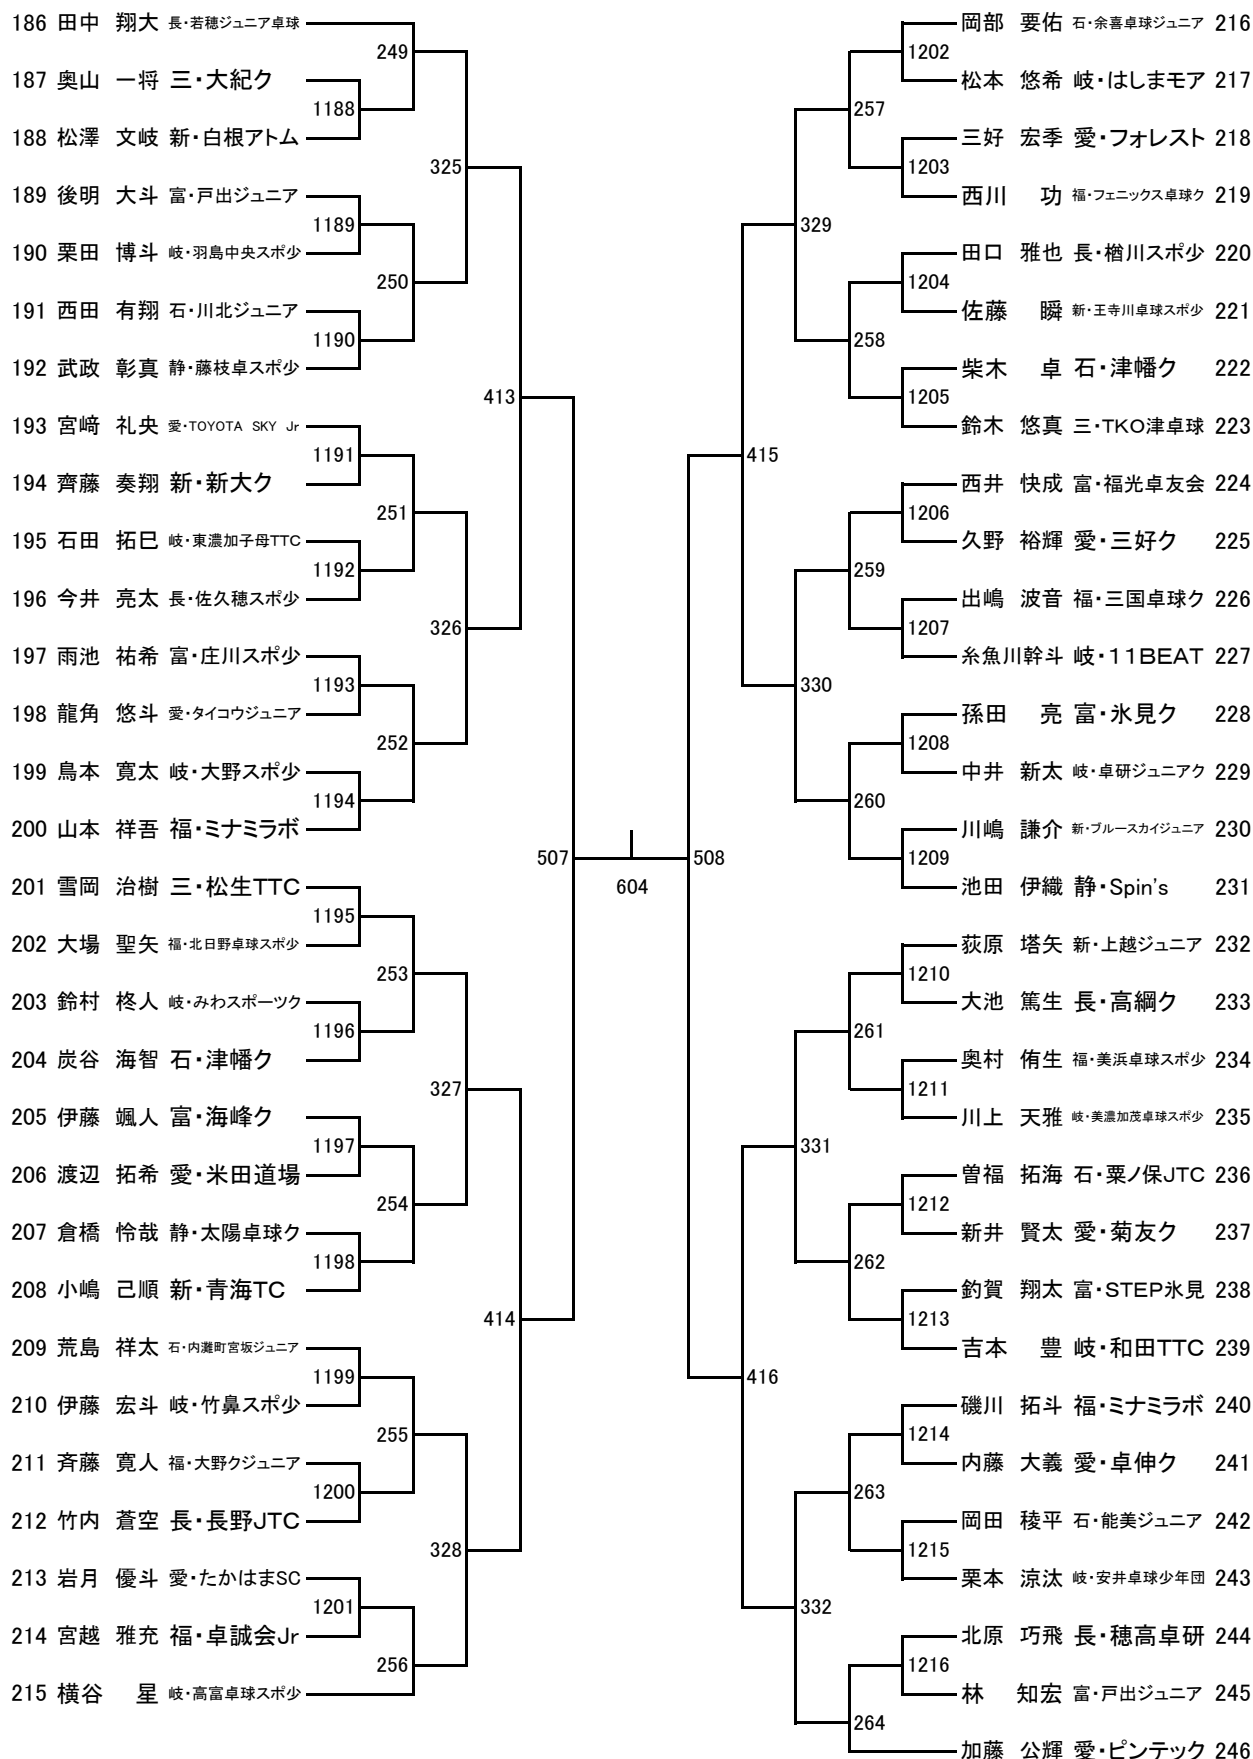 186 田中 翔大 長・若穂ジュニア卓球
187 奥山 一将 三・大紀ク
188 松澤 文岐 新・白根アトム
189 後明 大斗 富・戸出ジュニア
190 栗田 博斗 岐・羽島中央スポ少
191 西田 有翔 石・川北ジュニア
192 武政 彰真 静・藤枝卓スポ少
193 宮﨑 礼央 愛・TOYOTA SKY Jr
194 齊藤 奏翔 新・新大ク
195 石田 拓巳 岐・東濃加子母TTC
196 今井 亮太 長・佐久穂スポ少
197 雨池 祐希 富・庄川スポ少
198 龍角 悠斗 愛・タイコウジュニア
199 鳥本 寛太 岐・大野スポ少
200 山本 祥吾 福・ミナミラボ
201 雪岡 治樹 三・松生TTC
202 大場 聖矢 福・北日野卓球スポ少
203 鈴村 柊人 岐・みわスポーツク
204 炭谷 海智 石・津幡ク
205 伊藤 颯人 富・海峰ク
206 渡辺 拓希 愛・米田道場
207 倉橋 怜哉 静・太陽卓球ク
208 小嶋 己順 新・青海TC
209 荒島 祥太 石・内灘町宮坂ジュニア
210 伊藤 宏斗 岐・竹鼻スポ少
211 斉藤 寛人 福・大野クジュニア
212 竹内 蒼空 長・長野JTC
213 岩月 優斗 愛・たかはまSC
214 宮越 雅充 福・卓誠会Jr
215 横谷 星 岐・高富卓球スポ少
1188
1189
1190
1191
1192
1193
1194
1195
1196
1197
1198
1199
1200
1201
249
250
251
252
253
254
255
256
325
326
327
328
413
414
507
604
508
415
416
329
330
331
332
257
258
259
260
261
262
263
264
1202
1203
1204
1205
1206
1207
1208
1209
1210
1211
1212
1213
1214
1215
1216
岡部 要佑 石・余喜卓球ジュニア 216
松本 悠希 岐・はしまモア 217
三好 宏季 愛・フォレスト 218
西川 功 福・フェニックス卓球ク 219
田口 雅也 長・楢川スポ少 220
佐藤 瞬 新・王寺川卓球スポ少 221
柴木 卓 石・津幡ク 222
鈴木 悠真 三・TKO津卓球 223
西井 快成 富・福光卓友会 224
久野 裕輝 愛・三好ク 225
出嶋 波音 福・三国卓球ク 226
糸魚川幹斗 岐・11BEAT 227
孫田 亮 富・氷見ク 228
中井 新太 岐・卓研ジュニアク 229
川嶋 謙介 新・ブルースカイジュニア 230
池田 伊織 静・Spin's 231
荻原 塔矢 新・上越ジュニア 232
大池 篤生 長・高綱ク 233
奥村 侑生 福・美浜卓球スポ少 234
川上 天雅 岐・美濃加茂卓球スポ少 235
曽福 拓海 石・粟ノ保JTC 236
新井 賢太 愛・菊友ク 237
釣賀 翔太 富・STEP氷見 238
吉本 豊 岐・和田TTC 239
磯川 拓斗 福・ミナミラボ 240
内藤 大義 愛・卓伸ク 241
岡田 稜平 石・能美ジュニア 242
栗本 涼汰 岐・安井卓球少年団 243
北原 巧飛 長・穂高卓研 244
林 知宏 富・戸出ジュニア 245
加藤 公輝 愛・ピンテック 246